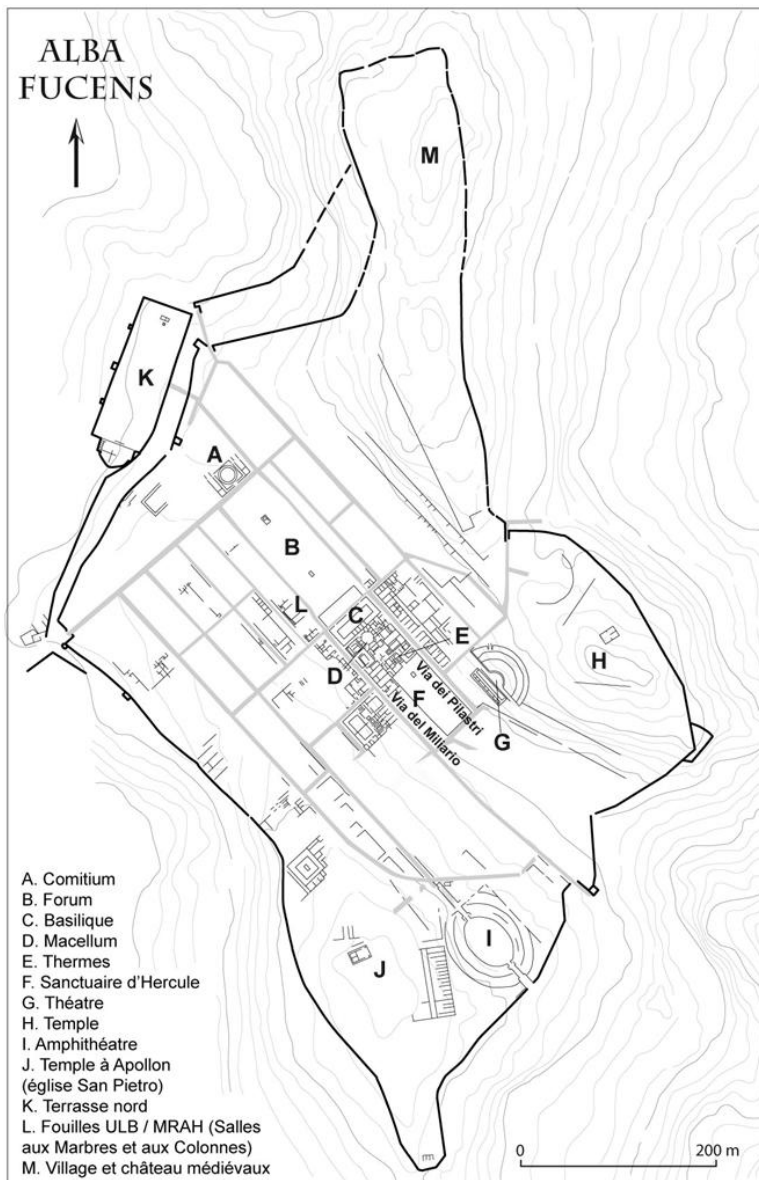 ALBA
FUCENS
M
K
A
B
L
C
E
D
F
H
G
Via del Pilastri
Via del Miliario
I
J
A. Comitium
B. Forum
C. Basilique
D. Macellum
E. Thermes
F. Sanctuaire d'Hercule
G. Théatre
H. Temple
I. Amphithéatre
J. Temple à Apollon
(église San Pietro)
K. Terrasse nord
L. Fouilles ULB / MRAH (Salles
aux Marbres et aux Colonnes)
M. Village et château médiévaux
0 200 m